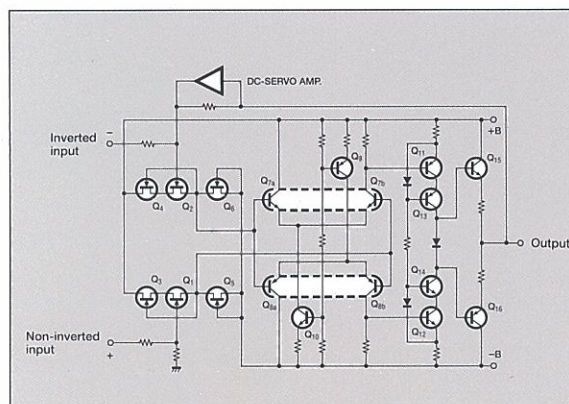 DC-SERVO AMP.
Inverted
input
−
+B
Q9
Q11
Q15
Q7a
Q7b
Q4
Q2
Q6
Q13
Output
Q3
Q1
Q5
Q14
Q8a
Q8b
Q16
Q10
Q12
Non-inverted
input
+
−B